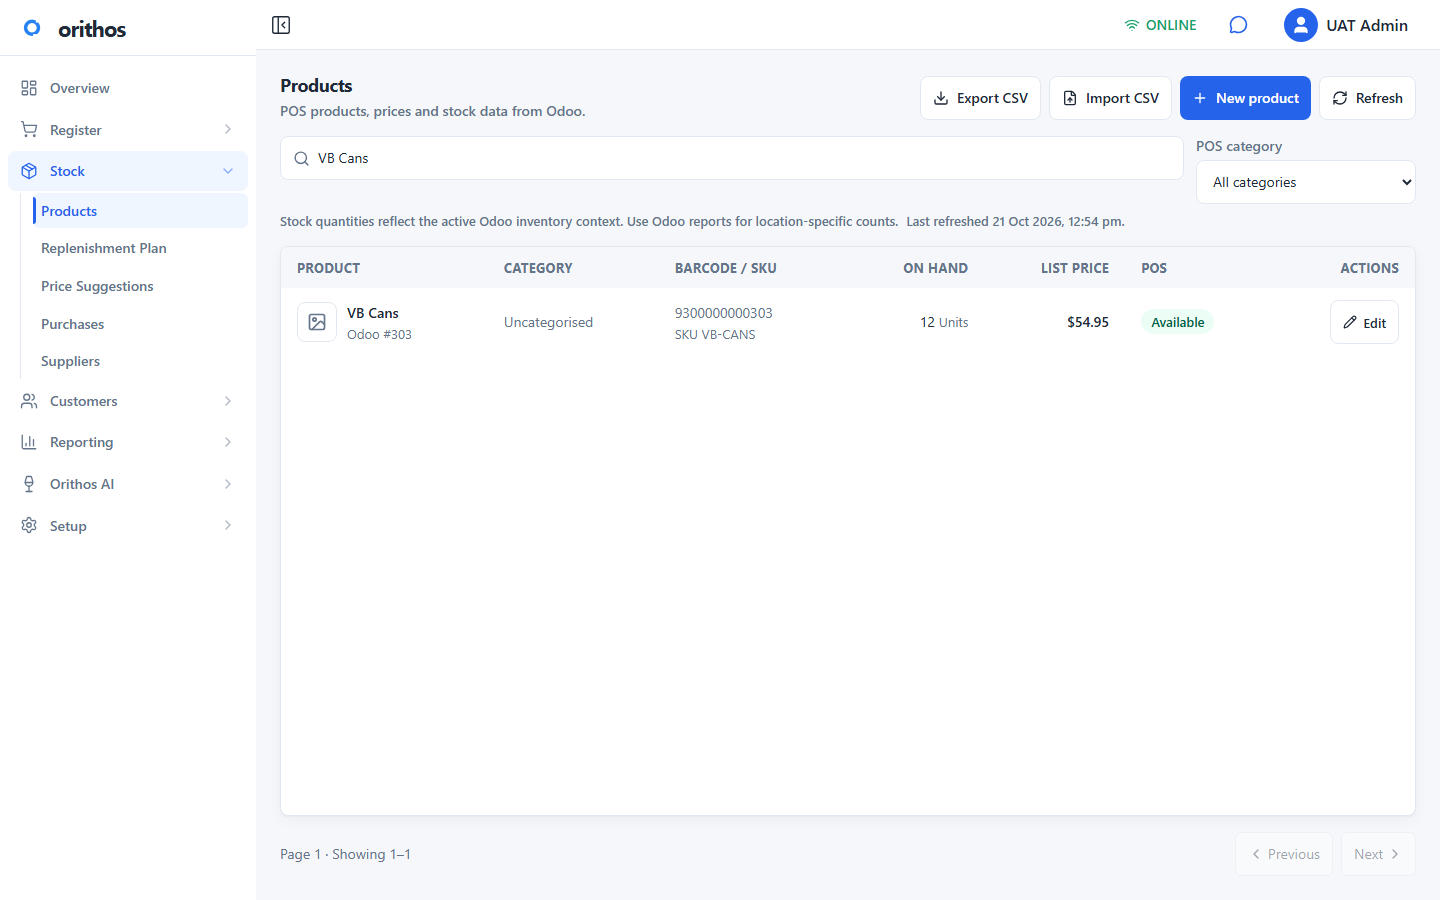 orithos
ONLINE
UAT Admin
Overview
Register
Stock
Products
Replenishment Plan
Price Suggestions
Purchases
Suppliers
Customers
Reporting
Orithos AI
Setup
Products
POS products, prices and stock data from Odoo.
Export CSV
Import CSV
New product
Refresh
VB Cans
POS category
All categories
Stock quantities reflect the active Odoo inventory context. Use Odoo reports for location-specific counts. Last refreshed 21 Oct 2026, 12:54 pm.
PRODUCT CATEGORY BARCODE / SKU ON HAND LIST PRICE POS ACTIONS
VB Cans
Odoo #303
Uncategorised
9300000000303
SKU VB-CANS
12 Units
$54.95
Available
Edit
Page 1 · Showing 1–1
Previous
Next